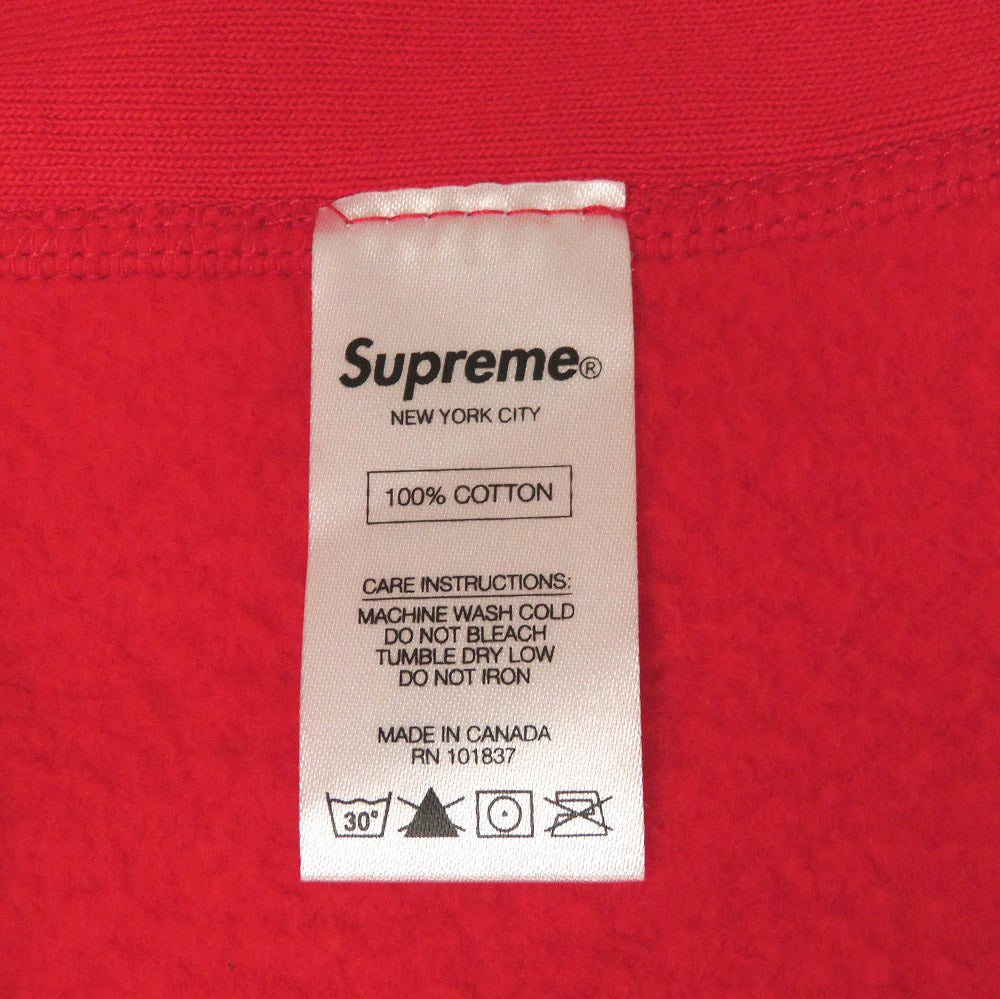 Supreme®
NEW YORK CITY
100% COTTON
CARE INSTRUCTIONS:
MACHINE WASH COLD
DO NOT BLEACH
TUMBLE DRY LOW
DO NOT IRON
MADE IN CANADA
RN 101837
30°